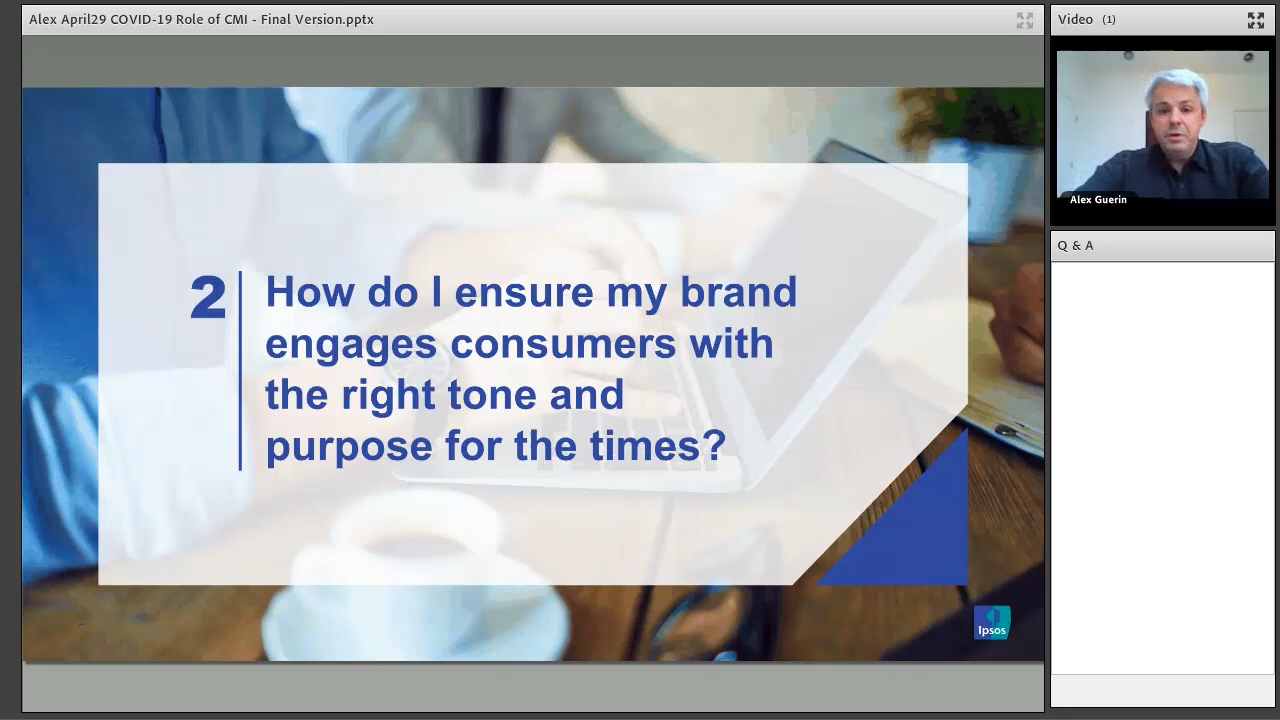 Alex April29 COVID-19 Role of CMI - Final Version.pptx
Video (1)
Alex Guerin
Q & A
2
How do I ensure my brand
engages consumers with
the right tone and
purpose for the times?
Ipsos